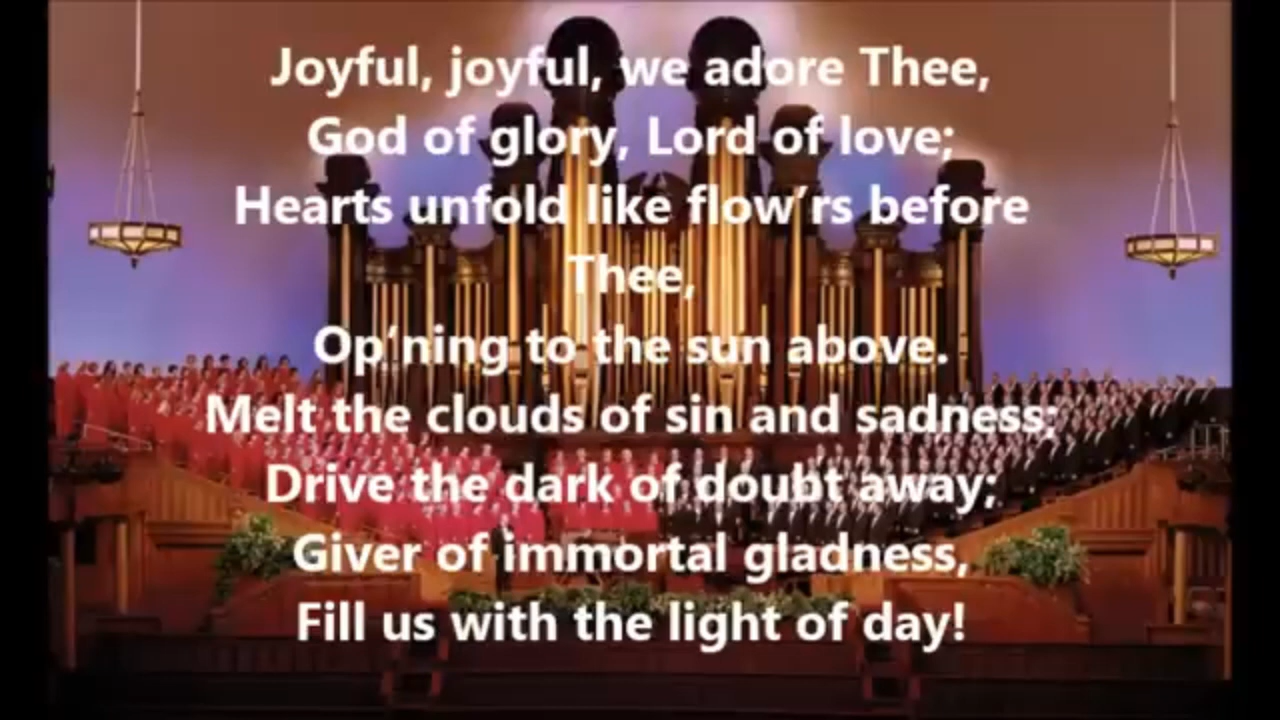 Joyful, joyful, we adore Thee,
God of glory, Lord of love;
Hearts unfold like flow’rs before
Thee,
Op’ning to the sun above.
Melt the clouds of sin and sadness;
Drive the dark of doubt away;
Giver of immortal gladness,
Fill us with the light of day!